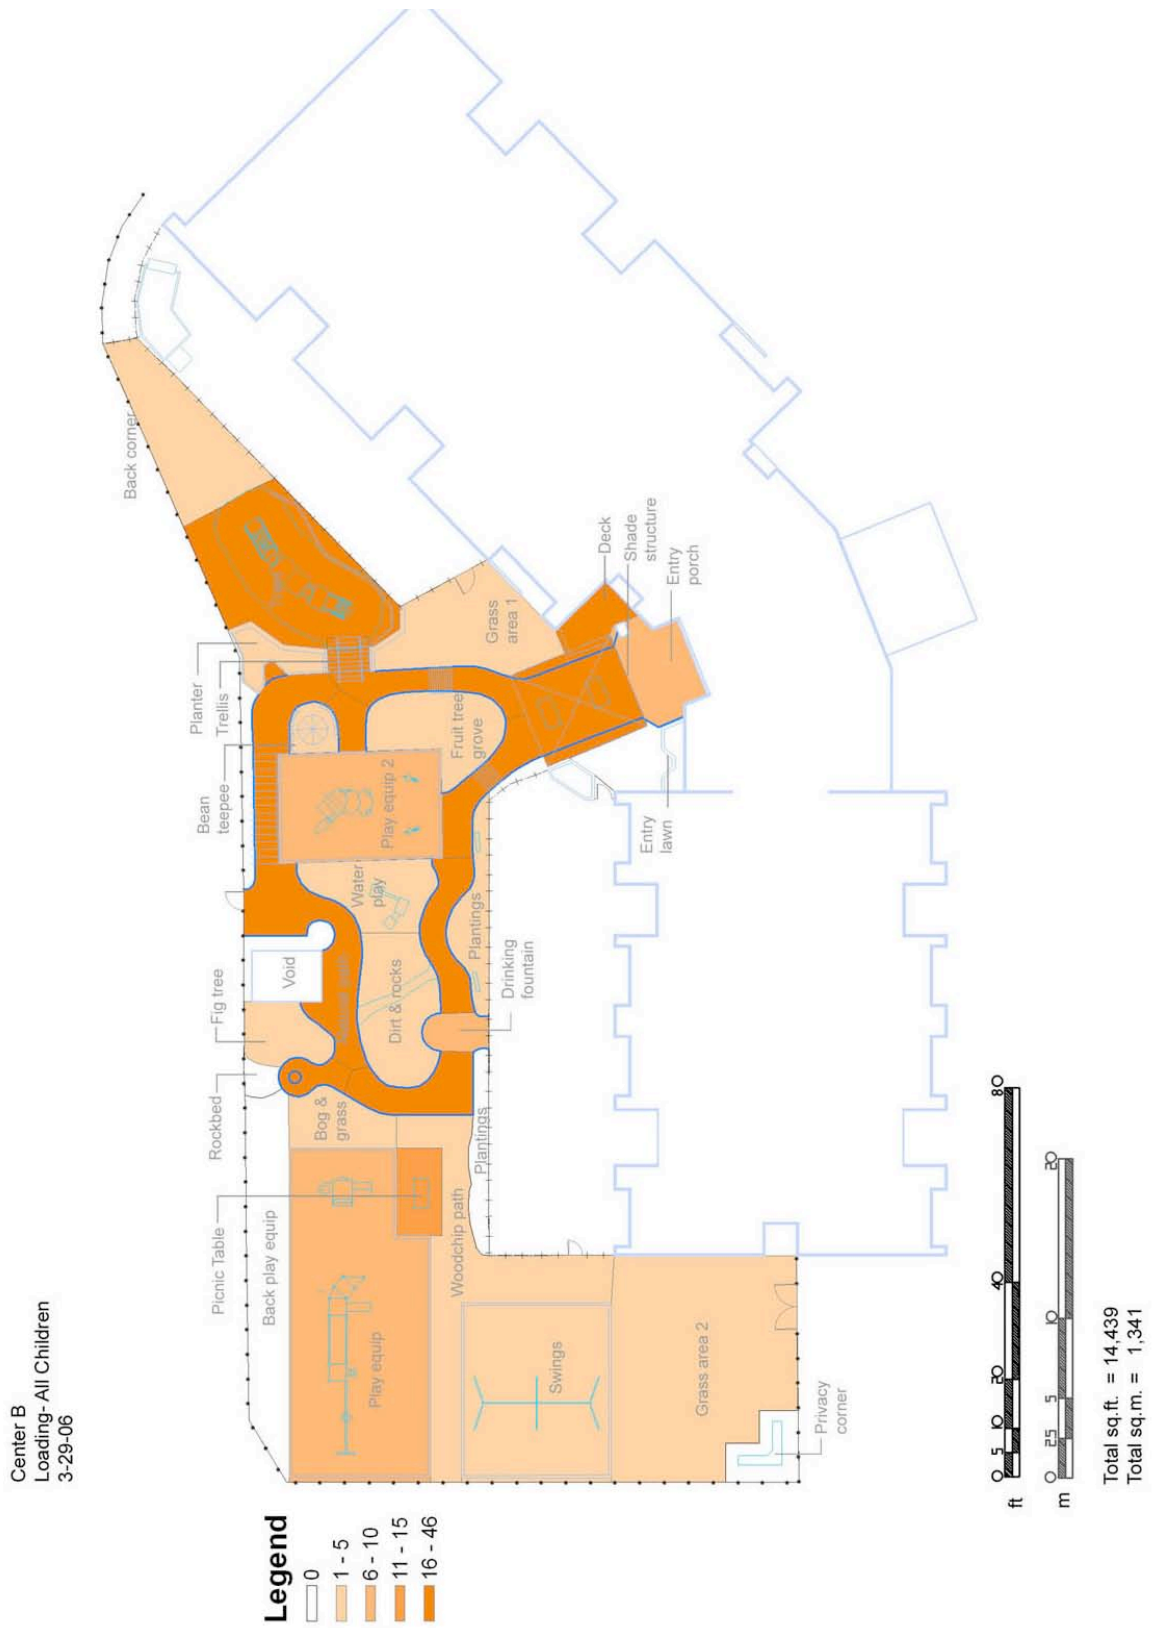 Center B
Loading- All Children
3-29-06
Legend
0
1 - 5
6 - 10
11 - 15
16 - 46
Back corner
Planter
Trellis
Bean
teepee
Fig tree
Rockbed
Picnic Table
Back play equip
Void
Bog &
grass
Play equip
Water
play
Dirt & rocks
Play equip 2
Fruit tree
grove
Grass
area 1
Deck
Shade
structure
Entry
porch
Entry
lawn
Plantings
Drinking
fountain
Plantings
Woodchip path
Swings
Grass area 2
Privacy
corner
0 5 10 20 40 80
ft
0 2.5 5 10 20
m
Total sq.ft. = 14,439
Total sq.m. = 1,341